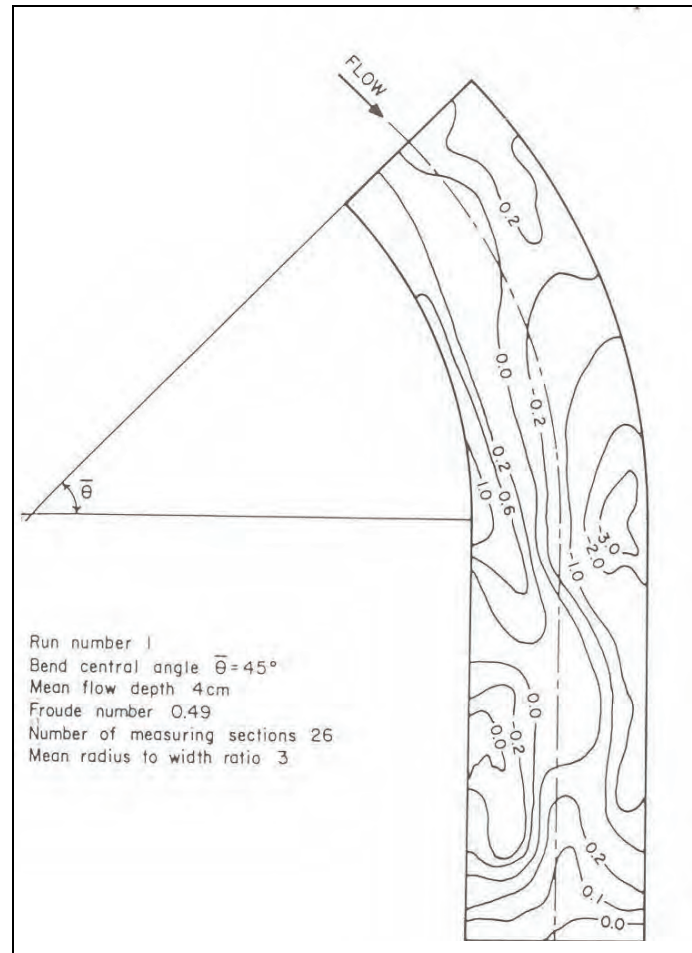 FLOW
0.2
0.0
-0.2
0.2
0.6
1.0
-3.0
-2.0
-1.0
θ̅
Run number 1
Bend central angle θ̅ = 45°
Mean flow depth 4cm
Froude number 0.49
Number of measuring sections 26
Mean radius to width ratio 3
0.0
-0.2
0.0
0.2
0.1
0.0